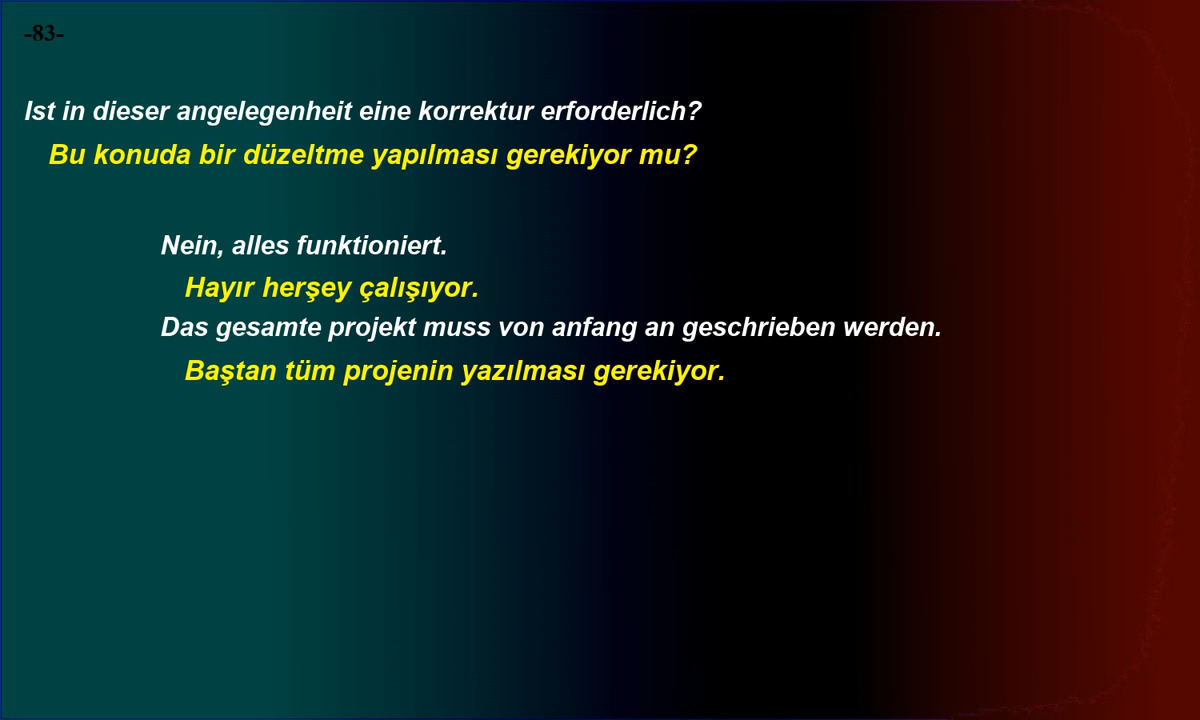 -83-
Ist in dieser angelegenheit eine korrektur erforderlich?
Bu konuda bir düzeltme yapılması gerekiyor mu?
Nein, alles funktioniert.
Hayır herşey çalışıyor.
Das gesamte projekt muss von anfang an geschrieben werden.
Baştan tüm projenin yazılması gerekiyor.